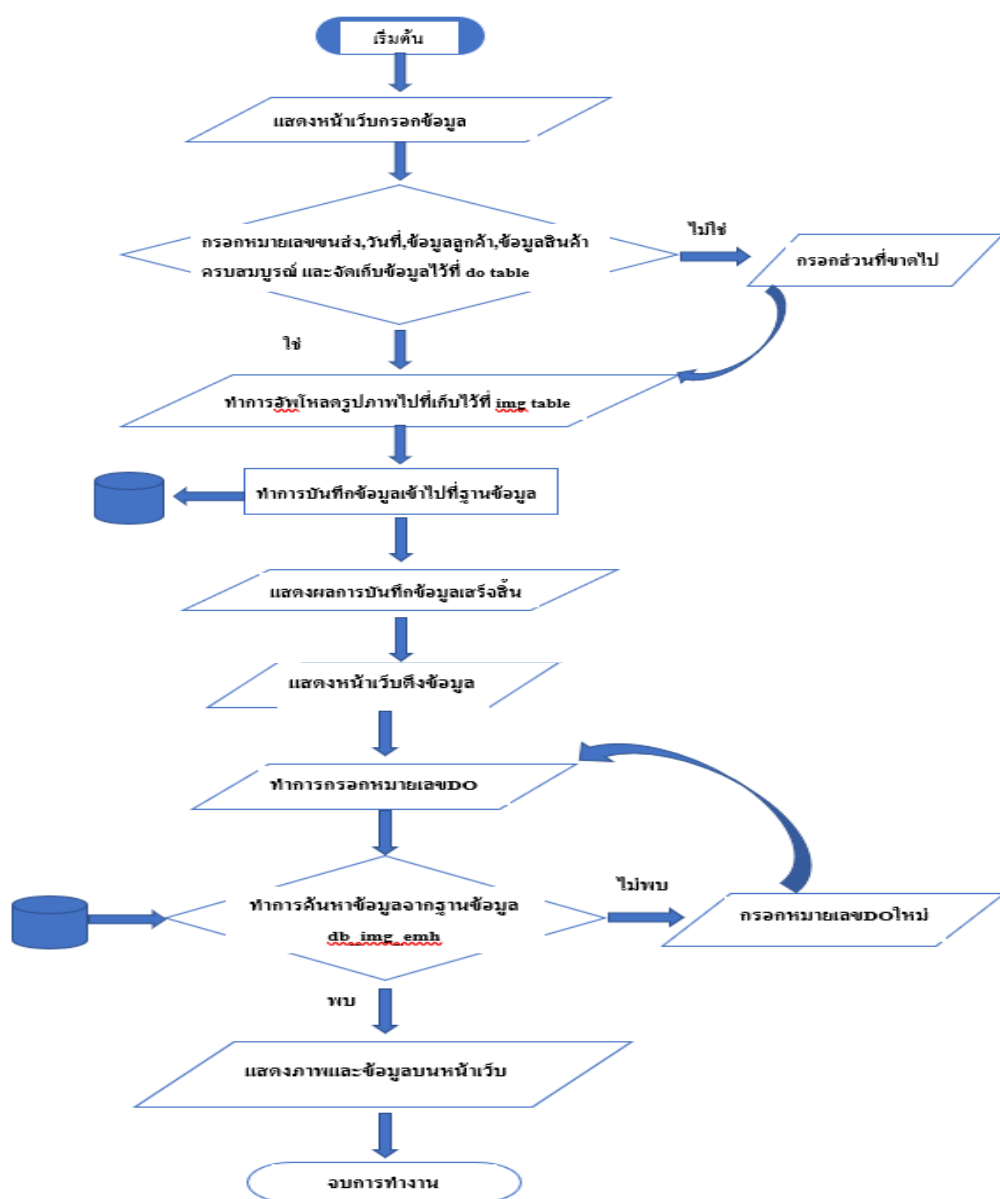 เริ่มต้น
แสดงหน้าเว็บกรอกข้อมูล
กรอกหมายเลขขนส่ง,วันที่,ข้อมูลลูกค้า,ข้อมูลสินค้า
ครบสมบูรณ์ และจัดเก็บข้อมูลไว้ที่ do table
ไม่ใช่
กรอกส่วนที่ขาดไป
ใช่
ทำการอัพโหลดรูปภาพไปที่เก็บไว้ที่ img table
ทำการบันทึกข้อมูลเข้าไปที่ฐานข้อมูล
แสดงผลการบันทึกข้อมูลเสร็จสิ้น
แสดงหน้าเว็บดึงข้อมูล
ทำการกรอกหมายเลขDO
ทำการค้นหาข้อมูลจากฐานข้อมูล
db_img_emh
ไม่พบ
กรอกหมายเลขDOใหม่
พบ
แสดงภาพและข้อมูลบนหน้าเว็บ
จบการทำงาน